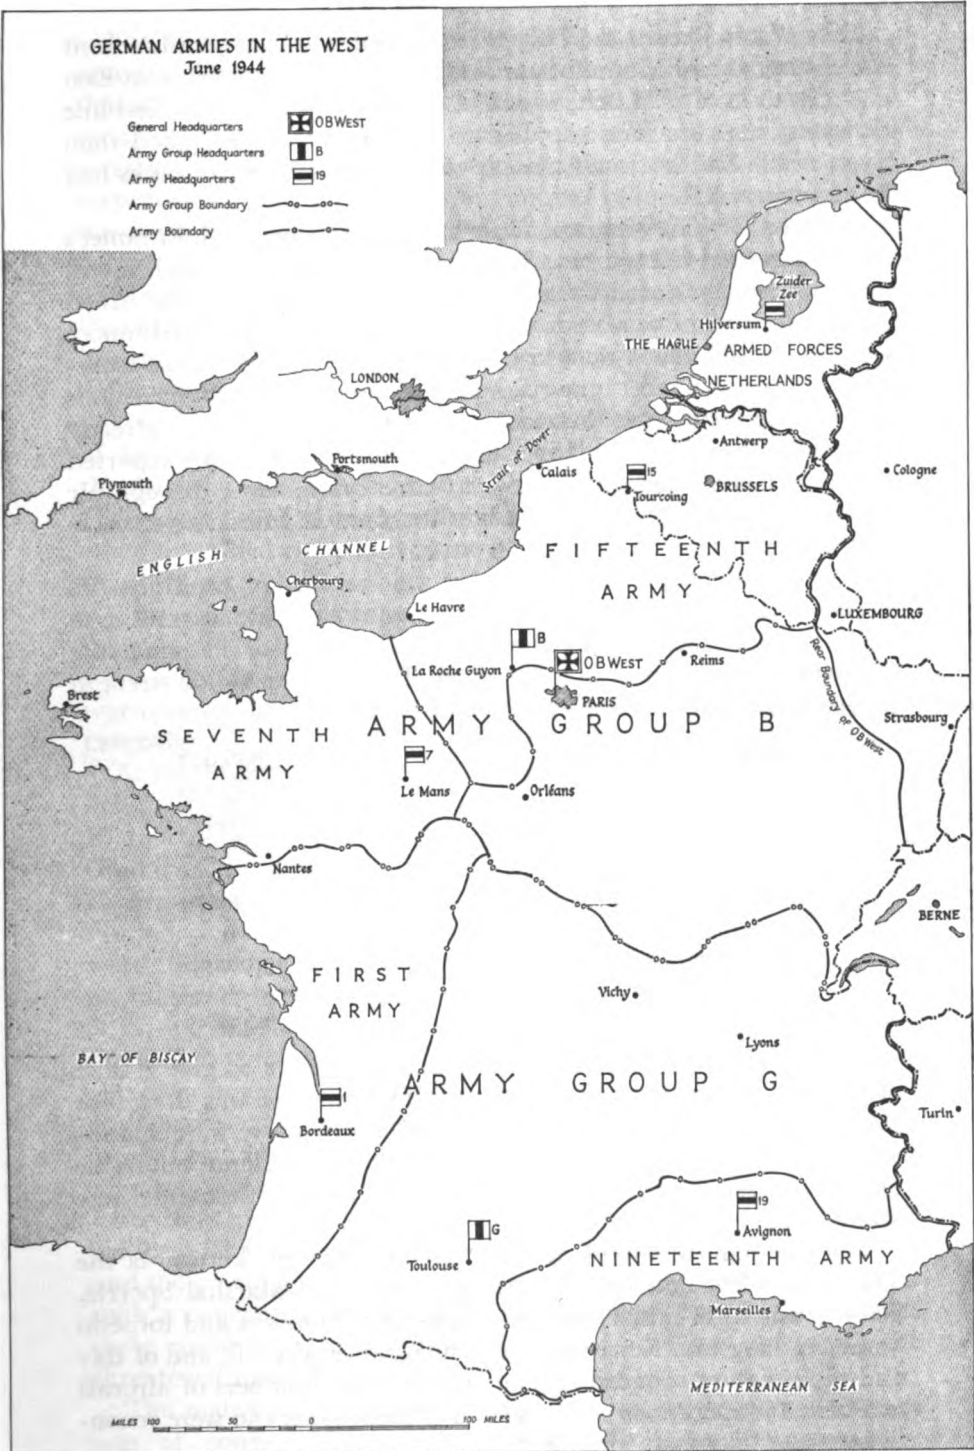 GERMAN ARMIES IN THE WEST
June 1944
General Headquarters OB WEST
Army Group Headquarters B
Army Headquarters 19
Army Group Boundary
Army Boundary
Zuider
Zee
Hilversum
THE HAGUE
ARMED FORCES
NETHERLANDS
LONDON
Strait of Dover
Antwerp
Portsmouth
Calais
15
Cologne
Plymouth
Tourcoing
BRUSSELS
ENGLISH CHANNEL
FIFTEENTH
ARMY
Cherbourg
Le Havre
LUXEMBOURG
B
La Roche Guyon
OB WEST
Reims
PARIS
Rear Boundary of OB West
Brest
Strasbourg
SEVENTH
ARMY
ARMY GROUP B
7
Le Mans
Orléans
Nantes
BERNE
FIRST
ARMY
Vichy
Lyons
BAY OF BISCAY
ARMY GROUP G
1
Bordeaux
Turin
19
Avignon
G
Toulouse
NINETEENTH ARMY
Marseilles
MEDITERRANEAN SEA
MILES 100 50 0 100 MILES